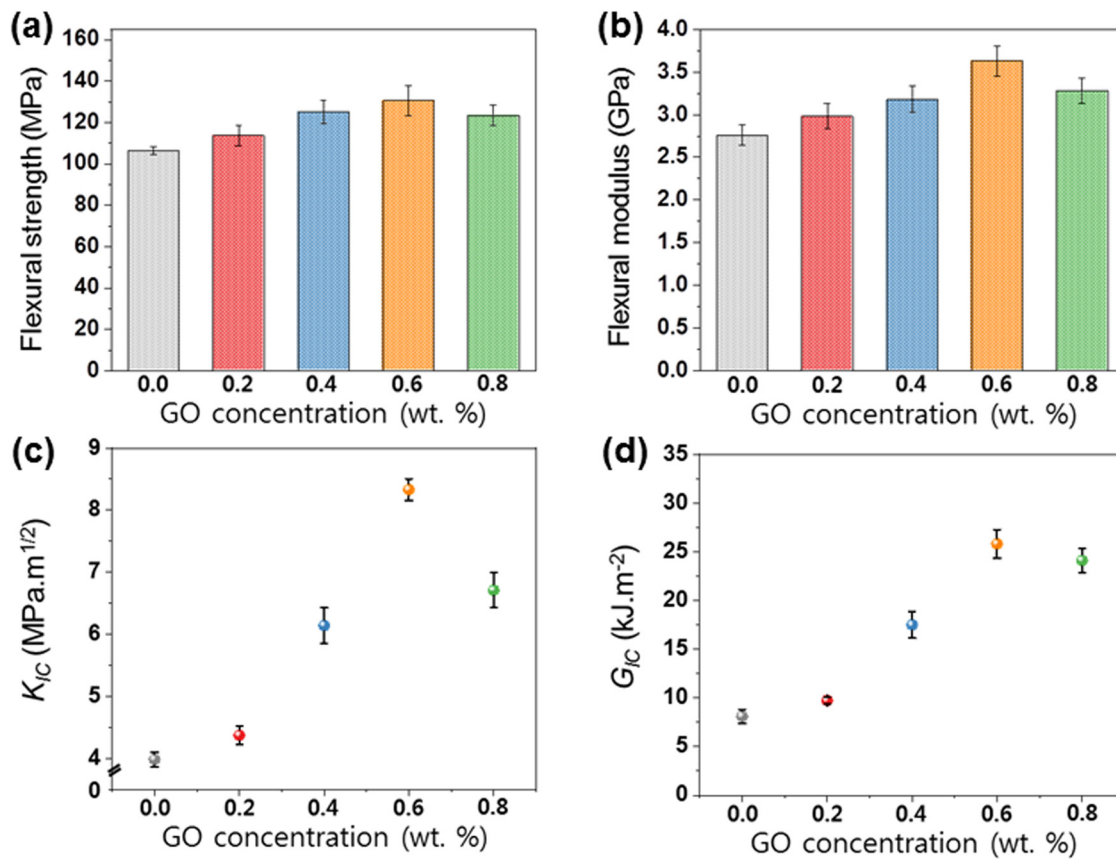 (a)
Flexural strength (MPa)
160
140
120
100
80
60
40
20
0
0.0 0.2 0.4 0.6 0.8
GO concentration (wt. %)
(b)
Flexural modulus (GPa)
4.0
3.5
3.0
2.5
2.0
1.5
1.0
0.5
0.0
0.0 0.2 0.4 0.6 0.8
GO concentration (wt. %)
(c)
K_IC (MPa.m^1/2)
9
8
7
6
5
4
0
0.0 0.2 0.4 0.6 0.8
GO concentration (wt. %)
(d)
G_IC (kJ.m^-2)
35
30
25
20
15
10
5
0
0.0 0.2 0.4 0.6 0.8
GO concentration (wt. %)